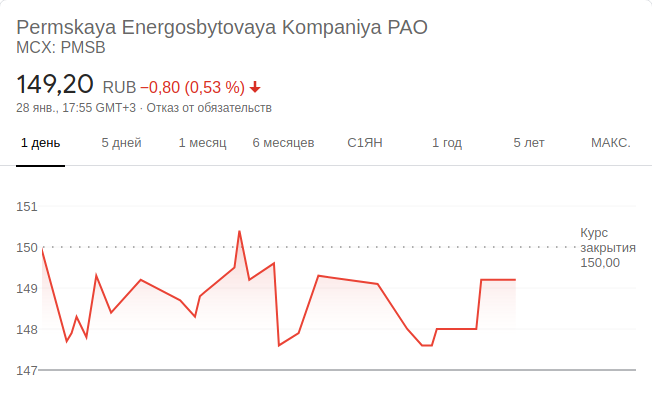 Permskaya Energosbytovaya Kompaniya PAO
MCX: PMSB
149,20 RUB −0,80 (0,53 %)
28 янв., 17:55 GMT+3 · Отказ от обязательств
1 день 5 дней 1 месяц 6 месяцев С1ЯН 1 год 5 лет МАКС.
151
150
149
148
147
Курс
закрытия
150,00